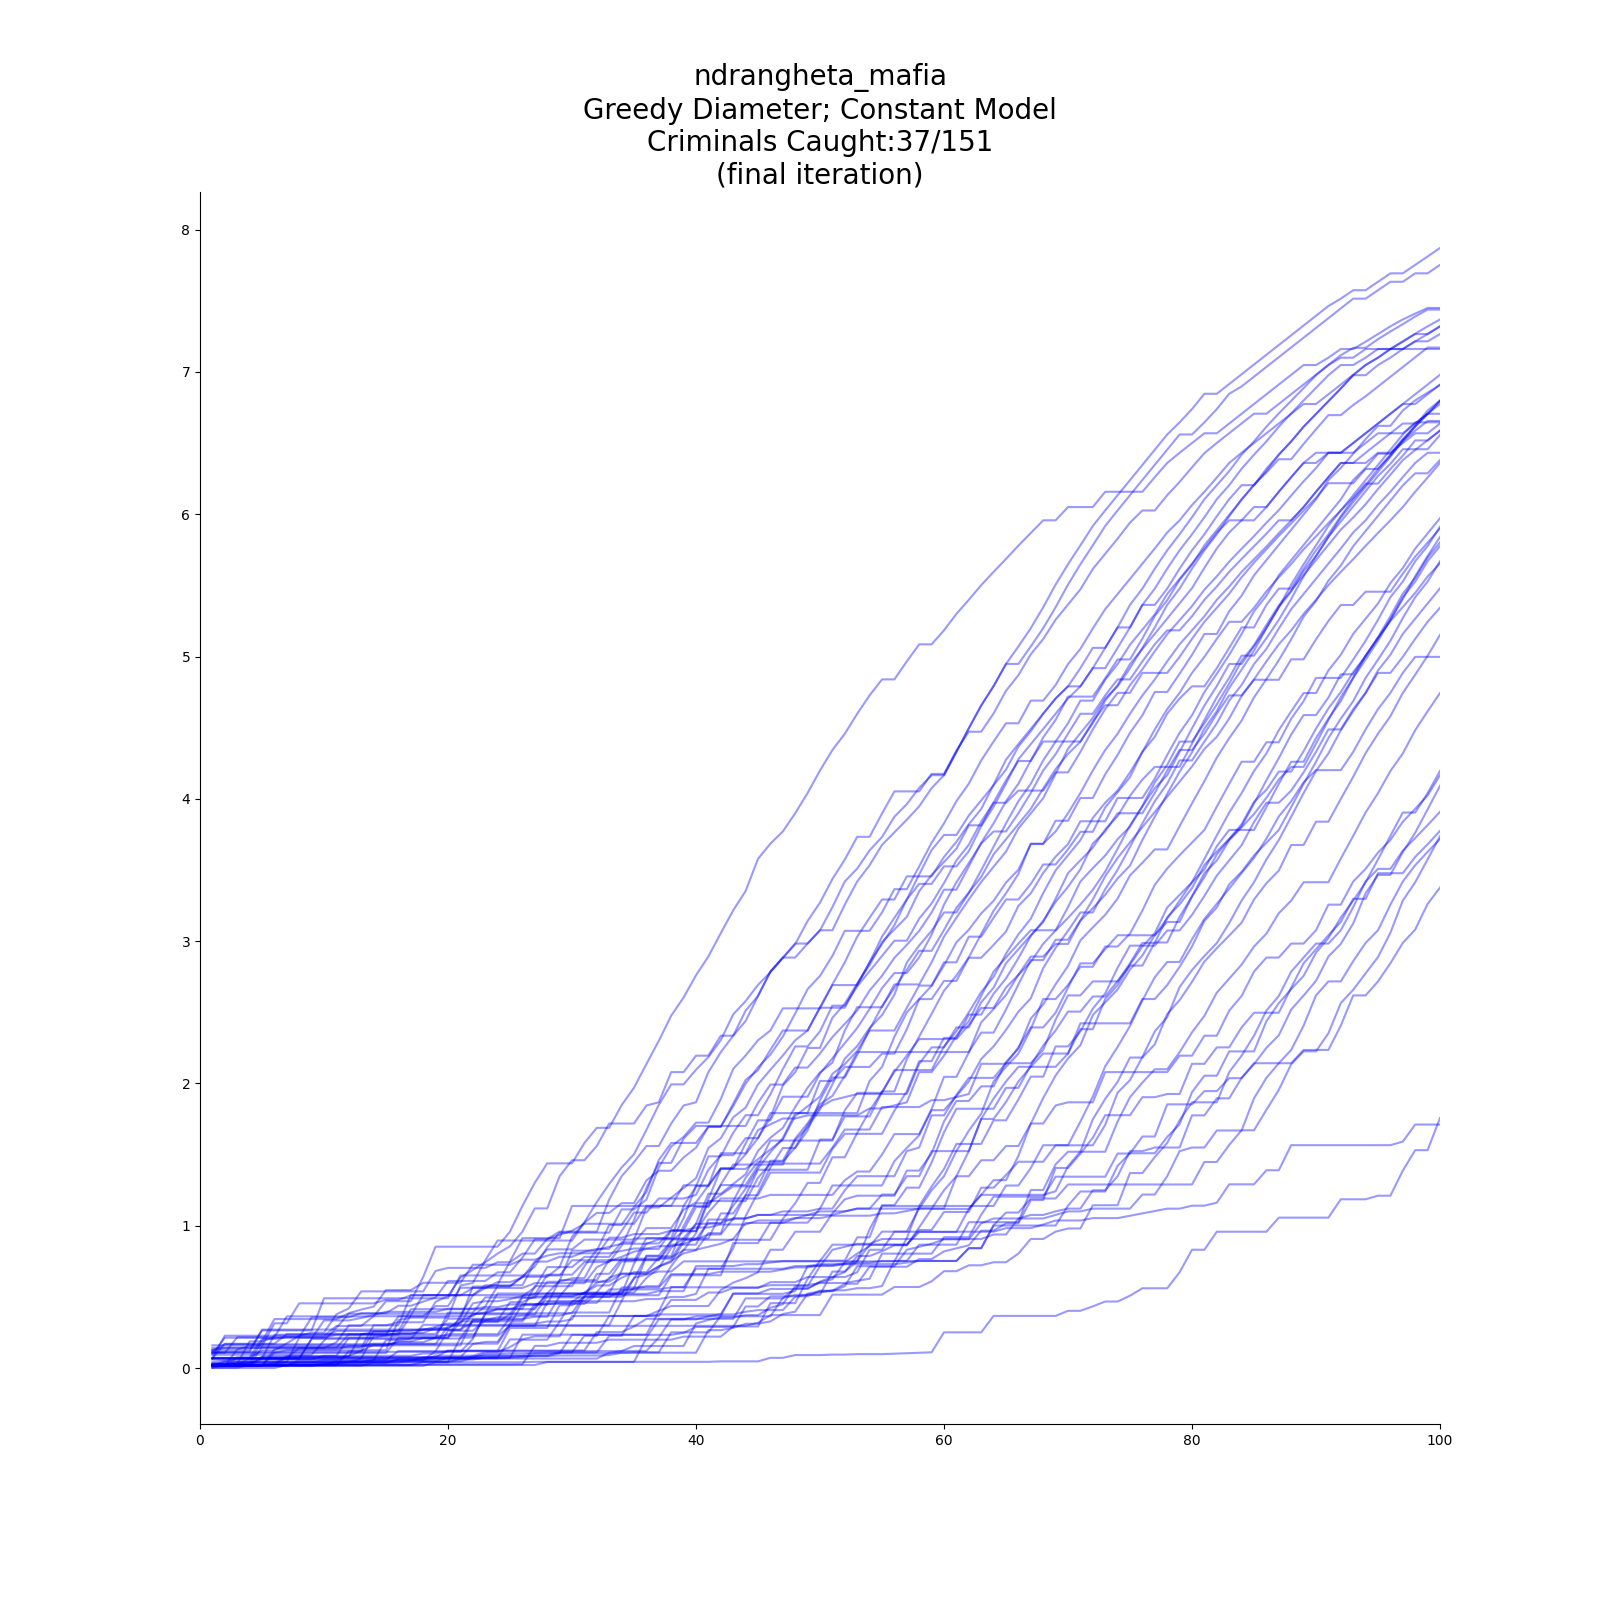 ndrangheta_mafia
Greedy Diameter; Constant Model
Criminals Caught:37/151
(final iteration)
8
7
6
5
4
3
2
1
0
0 20 40 60 80 100